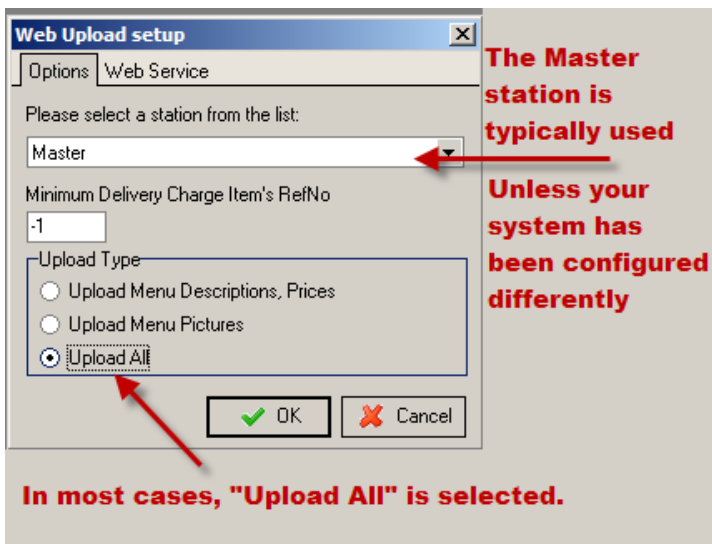 Web Upload setup
Options Web Service
Please select a station from the list:
Master
Minimum Delivery Charge Item's RefNo
-1
Upload Type
Upload Menu Descriptions, Prices
Upload Menu Pictures
Upload All
OK Cancel
The Master
station is
typically used
Unless your
system has
been configured
differently
In most cases, "Upload All" is selected.